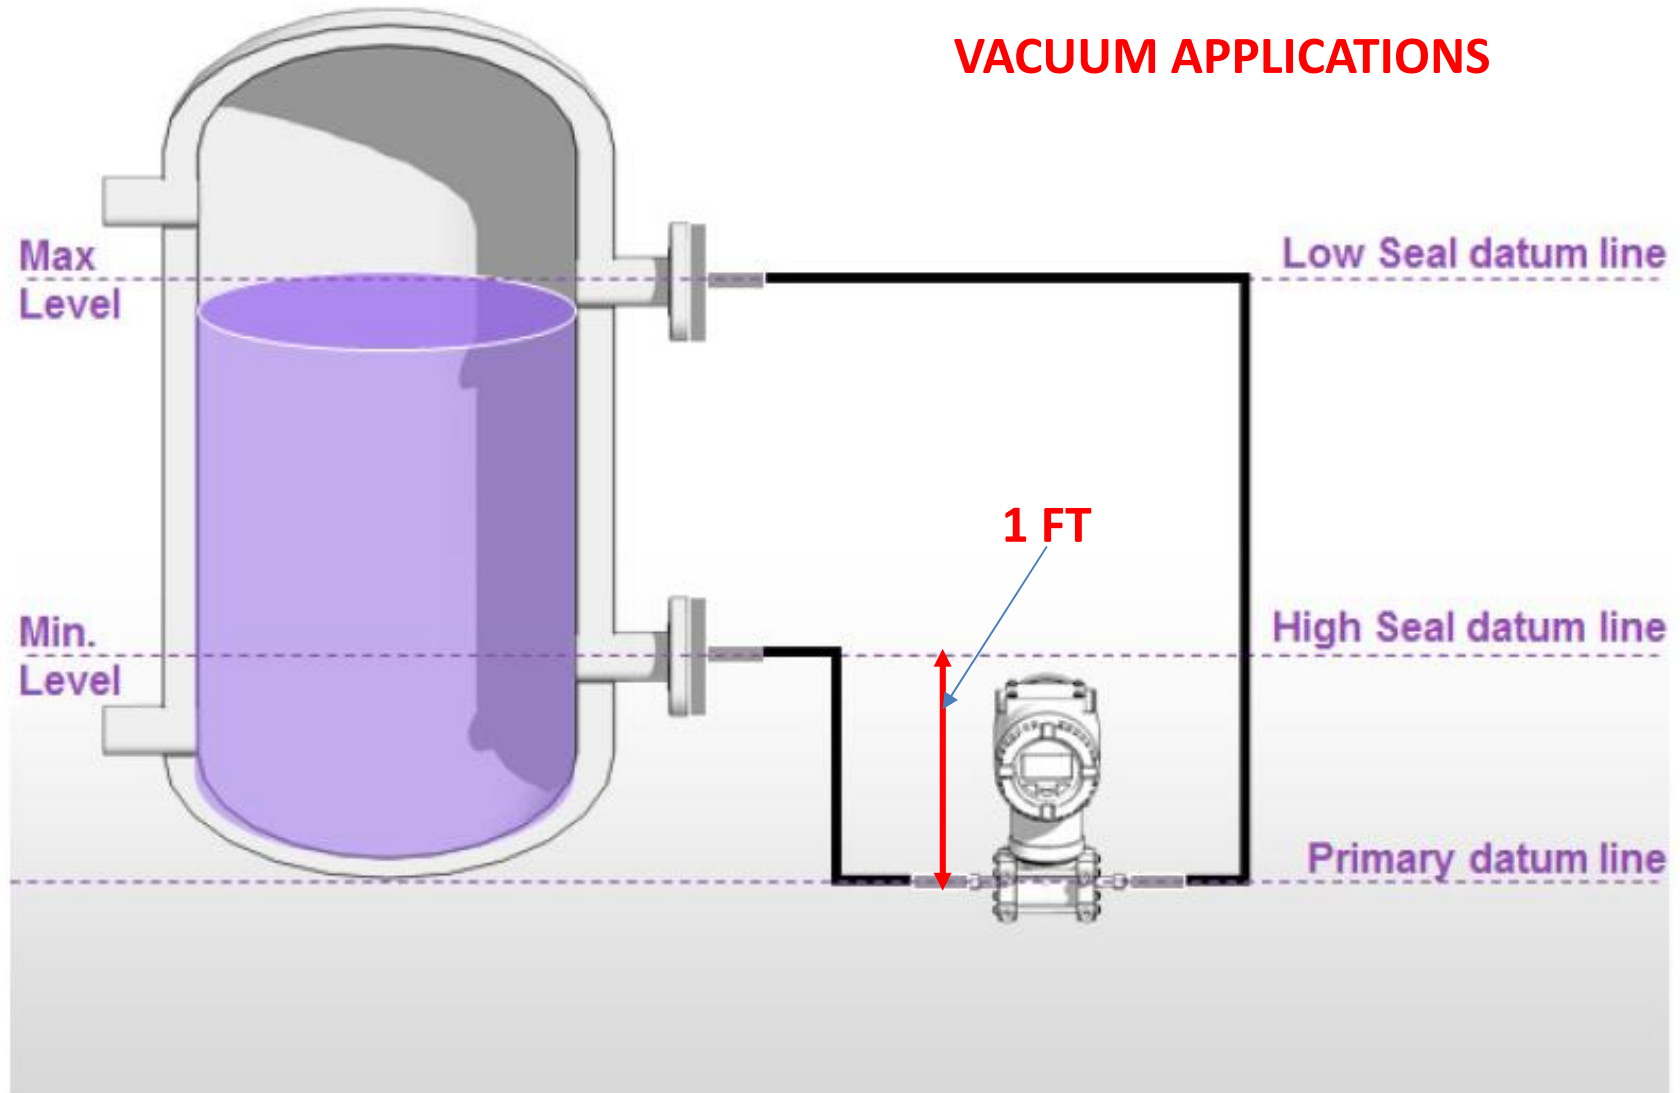 VACUUM APPLICATIONS
Max
Level
Low Seal datum line
1 FT
Min.
Level
High Seal datum line
Primary datum line